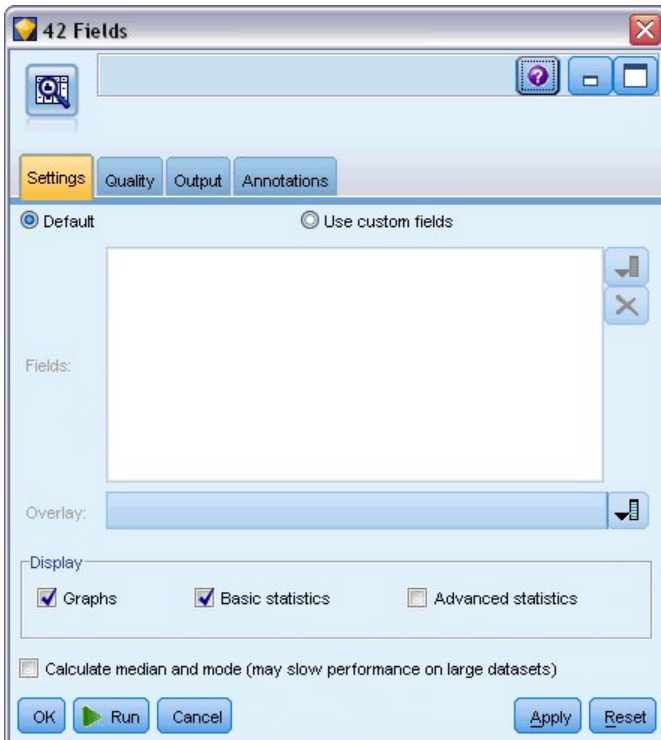 42 Fields
Settings Quality Output Annotations
Default Use custom fields
Fields:
Overlay:
Display
Graphs Basic statistics Advanced statistics
Calculate median and mode (may slow performance on large datasets)
OK Run Cancel Apply Reset